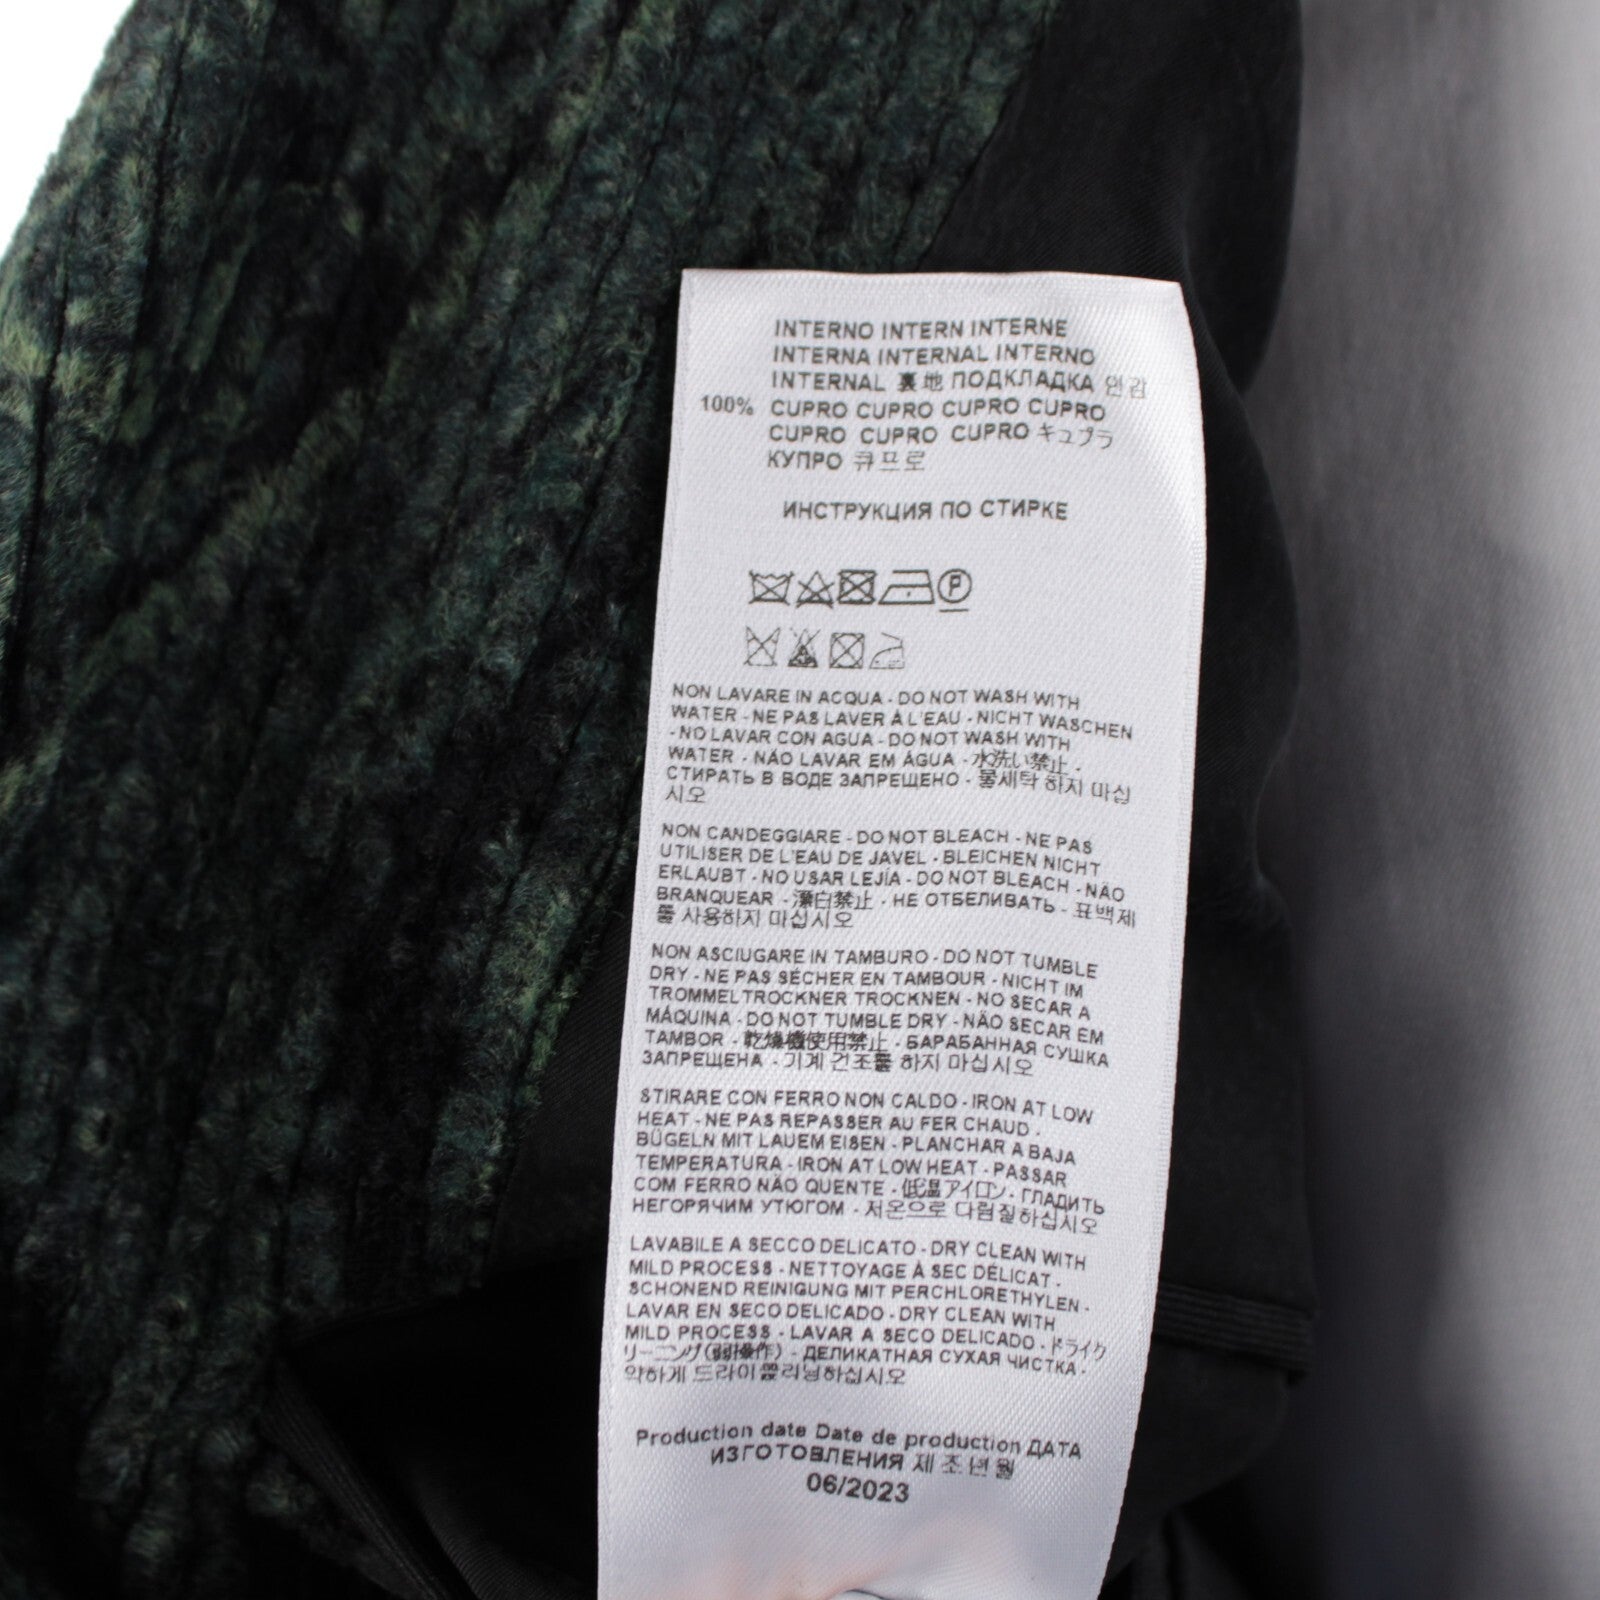 INTERNO INTERN INTERNE
INTERNA INTERNAL INTERNO
INTERNAL 裏地 ПОДКЛАДКА 안감
100% CUPRO CUPRO CUPRO CUPRO
CUPRO CUPRO CUPRO キュプラ
КУПРО 큐프로
ИНСТРУКЦИЯ ПО СТИРКЕ
P
NON LAVARE IN ACQUA - DO NOT WASH WITH
WATER - NE PAS LAVER À L'EAU - NICHT WASCHEN
- NO LAVAR CON AGUA - DO NOT WASH WITH
WATER - NÃO LAVAR EM ÁGUA - 水洗い禁止 -
СТИРАТЬ В ВОДЕ ЗАПРЕЩЕНО - 물세탁 하지 마십
시오
NON CANDEGGIARE - DO NOT BLEACH - NE PAS
UTILISER DE L'EAU DE JAVEL - BLEICHEN NICHT
ERLAUBT - NO USAR LEJÍA - DO NOT BLEACH - NÃO
BRANQUEAR - 漂白禁止 - НЕ ОТБЕЛИВАТЬ - 표백제
를 사용하지 마십시오
NON ASCIUGARE IN TAMBURO - DO NOT TUMBLE
DRY - NE PAS SÉCHER EN TAMBOUR - NICHT IM
TROMMELTROCKNER TROCKNEN - NO SECAR A
MÁQUINA - DO NOT TUMBLE DRY - NÃO SECAR EM
TAMBOR - 乾燥機使用禁止 - БАРАБАННАЯ СУШКА
ЗАПРЕЩЕНА - 기계 건조를 하지 마십시오
STIRARE CON FERRO NON CALDO - IRON AT LOW
HEAT - NE PAS REPASSER AU FER CHAUD -
BÜGELN MIT LAUEM EISEN - PLANCHAR A BAJA
TEMPERATURA - IRON AT LOW HEAT - PASSAR
COM FERRO NÃO QUENTE - 低温アイロン - ГЛАДИТЬ
НЕГОРЯЧИМ УТЮГОМ - 저온으로 다림질하십시오
LAVABILE A SECCO DELICATO - DRY CLEAN WITH
MILD PROCESS - NETTOYAGE À SEC DÉLICAT -
SCHONEND REINIGUNG MIT PERCHLORETHYLEN -
LAVAR EN SECO DELICADO - DRY CLEAN WITH
MILD PROCESS - LAVAR A SECO DELICADO - ドライク
リーニング(弱操作) - ДЕЛИКАТНАЯ СУХАЯ ЧИСТКА -
약하게 드라이클리닝하십시오
Production date Date de production ДАТА
ИЗГОТОВЛЕНИЯ 제조년월
06/2023